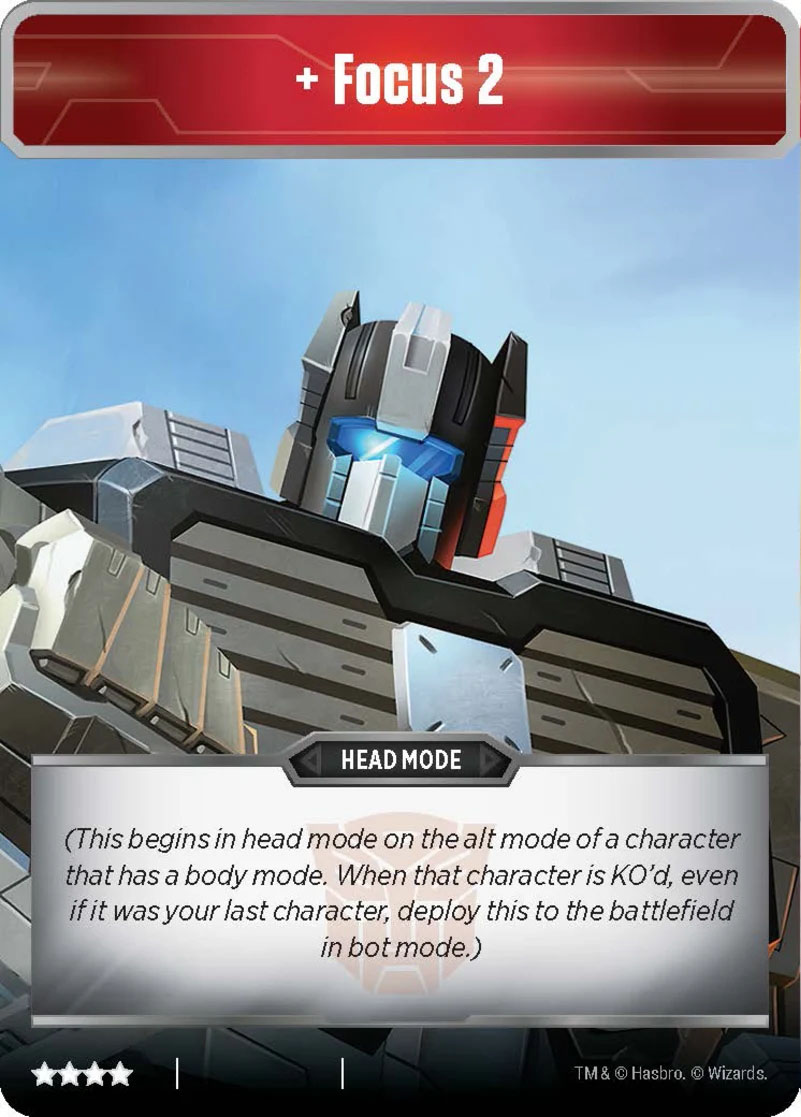 + Focus 2
HEAD MODE
(This begins in head mode on the alt mode of a character
that has a body mode. When that character is KO'd, even
if it was your last character, deploy this to the battlefield
in bot mode.)
TM & © Hasbro. © Wizards.